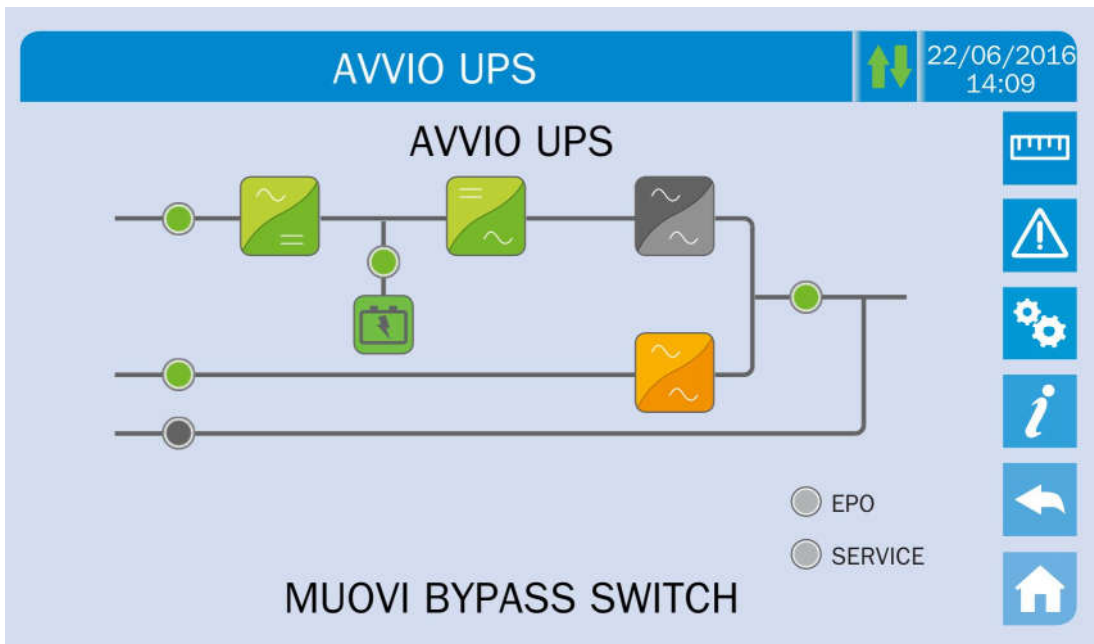 AVVIO UPS
22/06/2016
14:09
AVVIO UPS
EPO
SERVICE
MUOVI BYPASS SWITCH